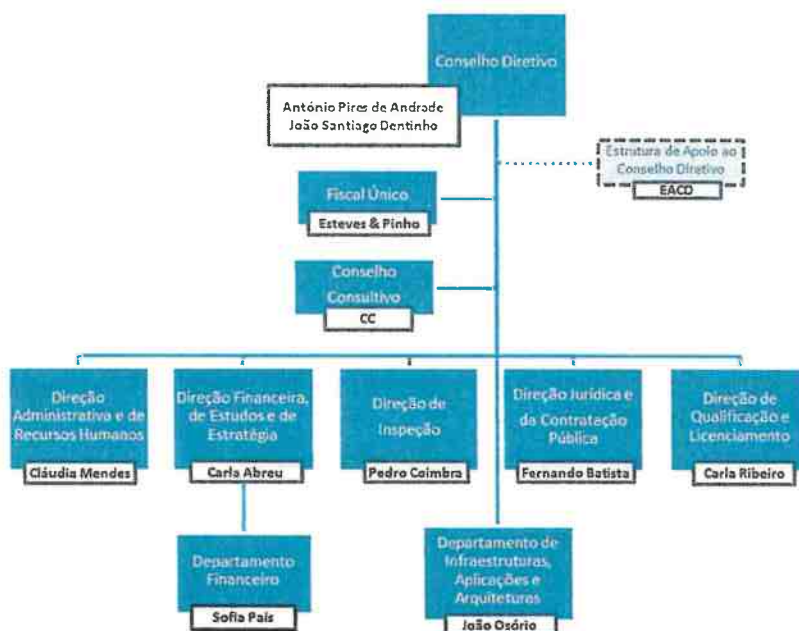 Conselho Diretivo
António Pires de Andrade
João Santiago Dentinho
Estrutura de Apoio ao
Conselho Diretivo
EACD
Fiscal Único
Esteves & Pinho
Conselho
Consultivo
CC
Direção
Administrativa e de
Recursos Humanos
Cláudia Mendes
Direção Financeira,
de Estudos e de
Estratégia
Carla Abreu
Direção de
Inspeção
Pedro Coimbra
Direção Jurídica e
da Contratação
Pública
Fernando Batista
Direção de
Qualificação e
Licenciamento
Carla Ribeiro
Departamento
Financeiro
Sofia Pais
Departamento de
Infraestruturas,
Aplicações e
Arquiteturas
João Osório